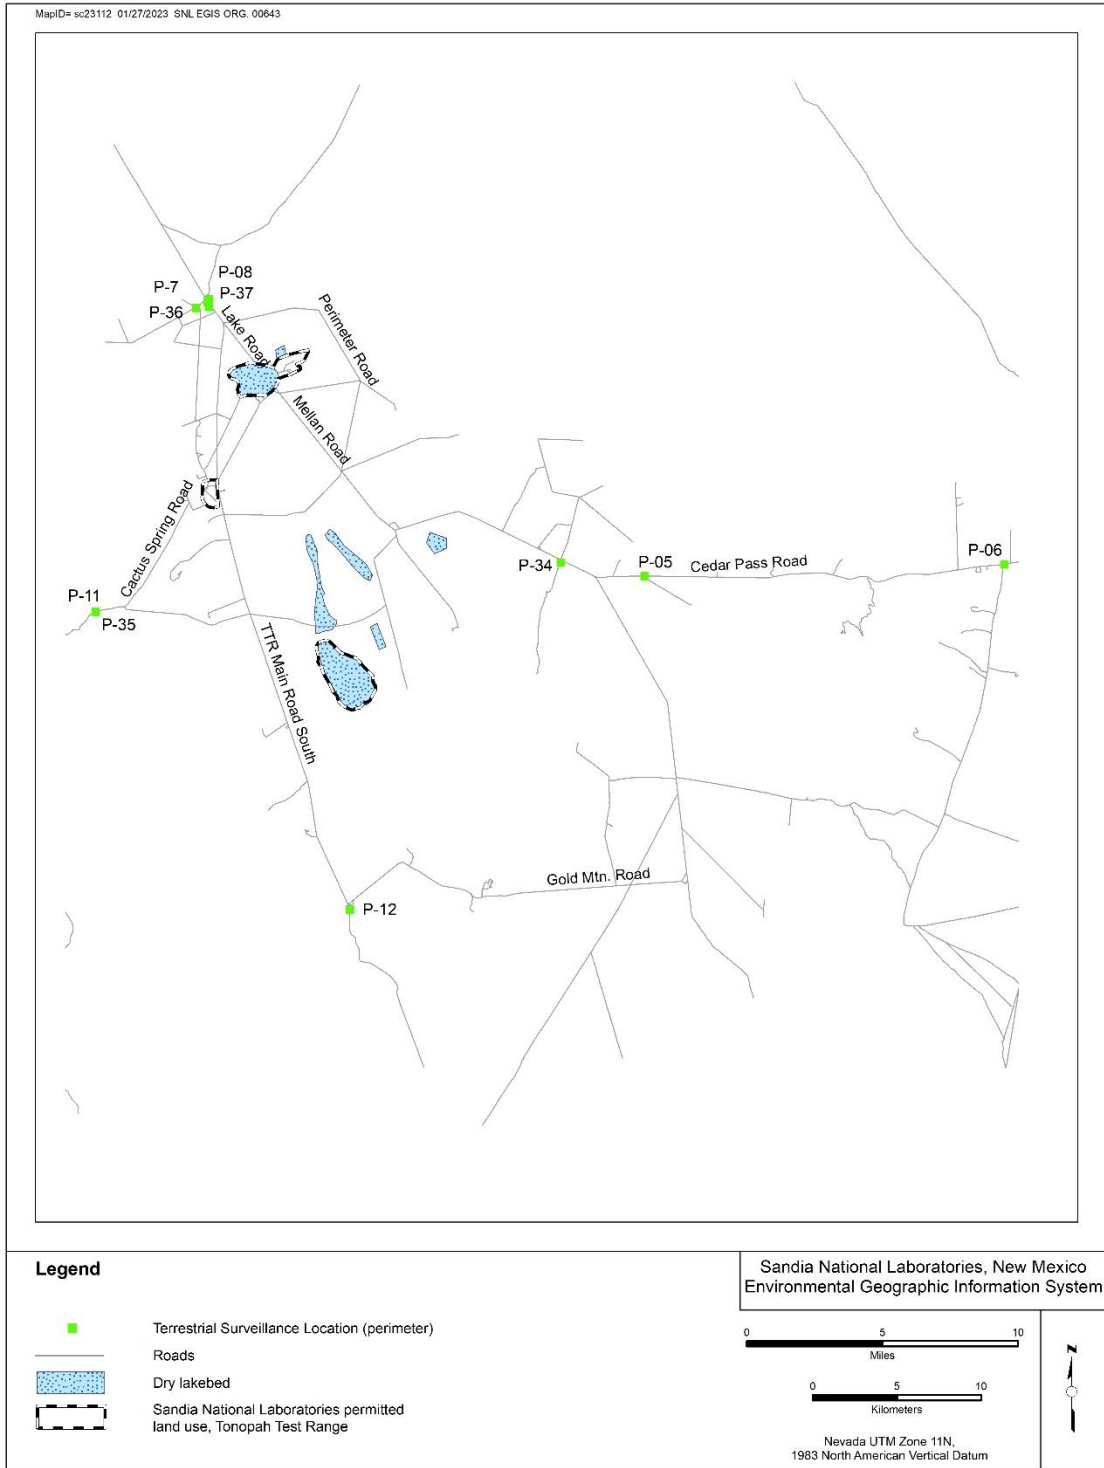 MapID= sc23112 01/27/2023 SNL EGIS ORG. 00643
P-08
P-7
P-37
P-36
Lake Road
Perimeter Road
Mellan Road
Cactus Spring Road
P-34
P-05
Cedar Pass Road
P-06
P-11
P-35
TTR Main Road South
Gold Mtn. Road
P-12
Legend
Terrestrial Surveillance Location (perimeter)
Roads
Dry lakebed
Sandia National Laboratories permitted
land use, Tonopah Test Range
Sandia National Laboratories, New Mexico
Environmental Geographic Information System
0 5 10
Miles
0 5 10
Kilometers
Nevada UTM Zone 11N,
1983 North American Vertical Datum
N